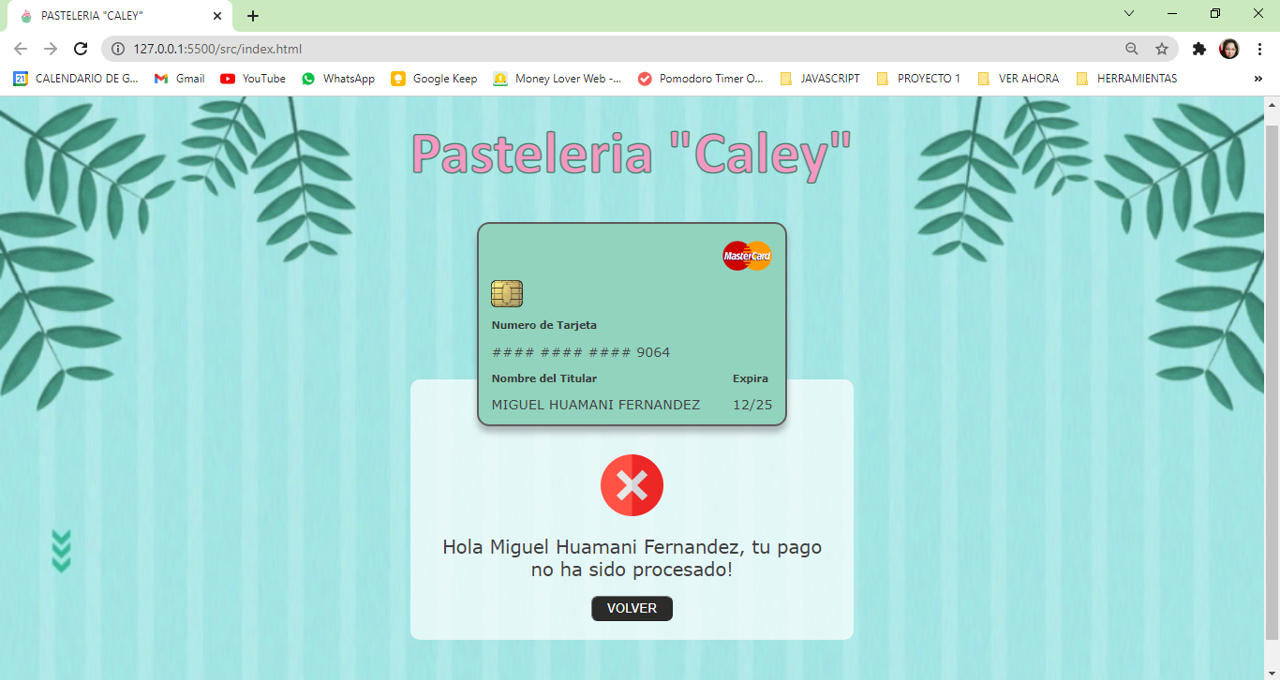 PASTELERIA "CALEY"
127.0.0.1:5500/src/index.html
21 CALENDARIO DE G... Gmail YouTube WhatsApp Google Keep Money Lover Web -... Pomodoro Timer O... JAVASCRIPT PROYECTO 1 VER AHORA HERRAMIENTAS »
Pasteleria "Caley"
MasterCard
Numero de Tarjeta
#### #### #### 9064
Nombre del Titular Expira
MIGUEL HUAMANI FERNANDEZ 12/25
Hola Miguel Huamani Fernandez, tu pago
no ha sido procesado!
VOLVER